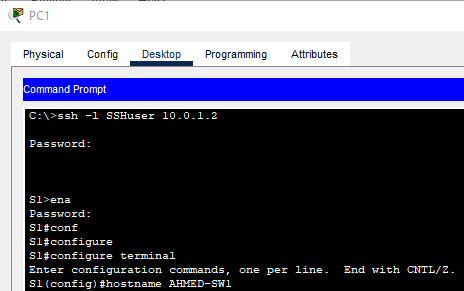 PC1
Physical Config Desktop Programming Attributes
Command Prompt
C:\>ssh -l SSHuser 10.0.1.2
Password:
S1>ena
Password:
S1#conf
S1#configure
S1#configure terminal
Enter configuration commands, one per line.  End with CNTL/Z.
S1(config)#hostname AHMED-SW1